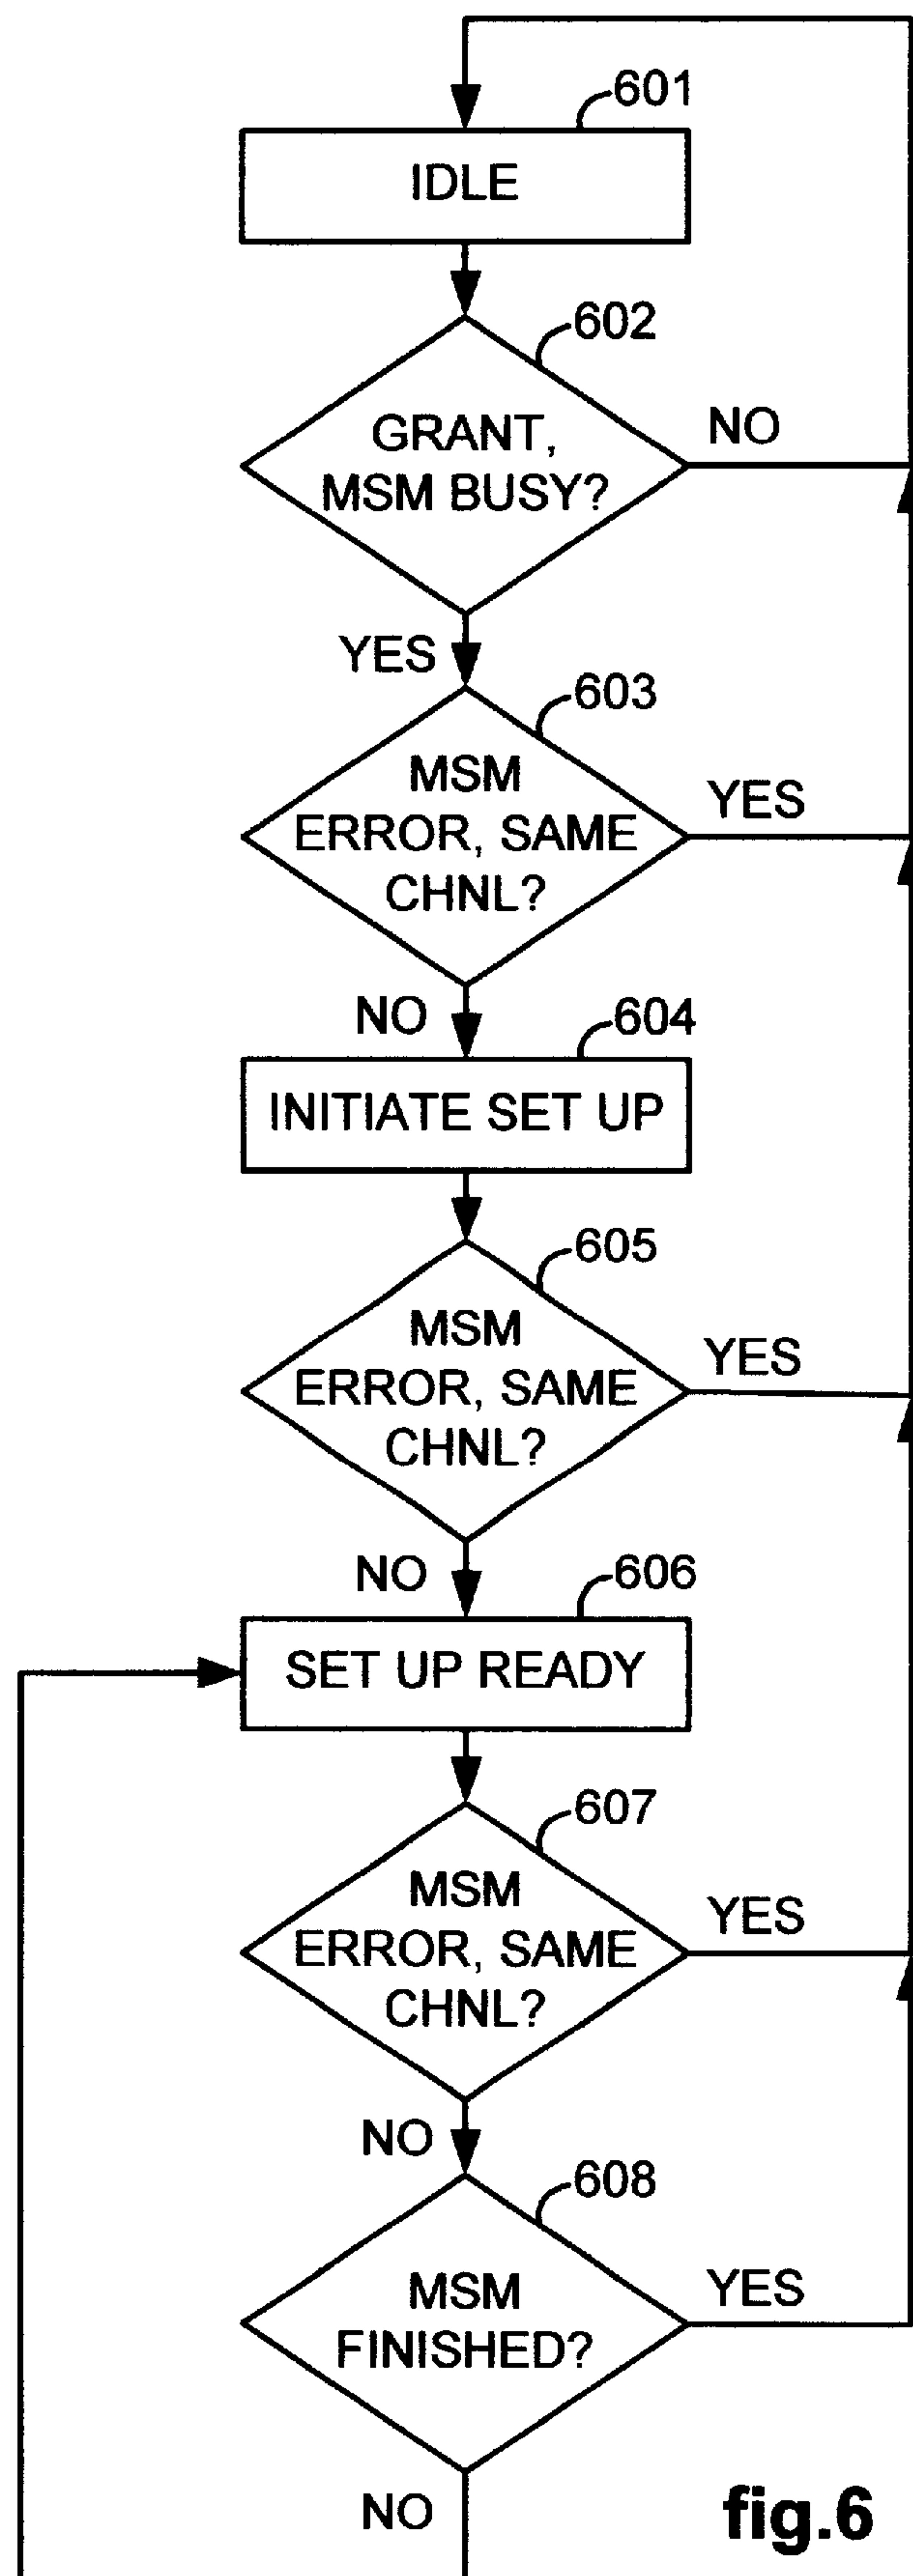 601
IDLE
602
GRANT,
MSM BUSY?
NO
YES
603
MSM
ERROR, SAME
CHNL?
YES
NO
604
INITIATE SET UP
605
MSM
ERROR, SAME
CHNL?
YES
NO
606
SET UP READY
607
MSM
ERROR, SAME
CHNL?
YES
NO
608
MSM
FINISHED?
YES
NO
fig.6